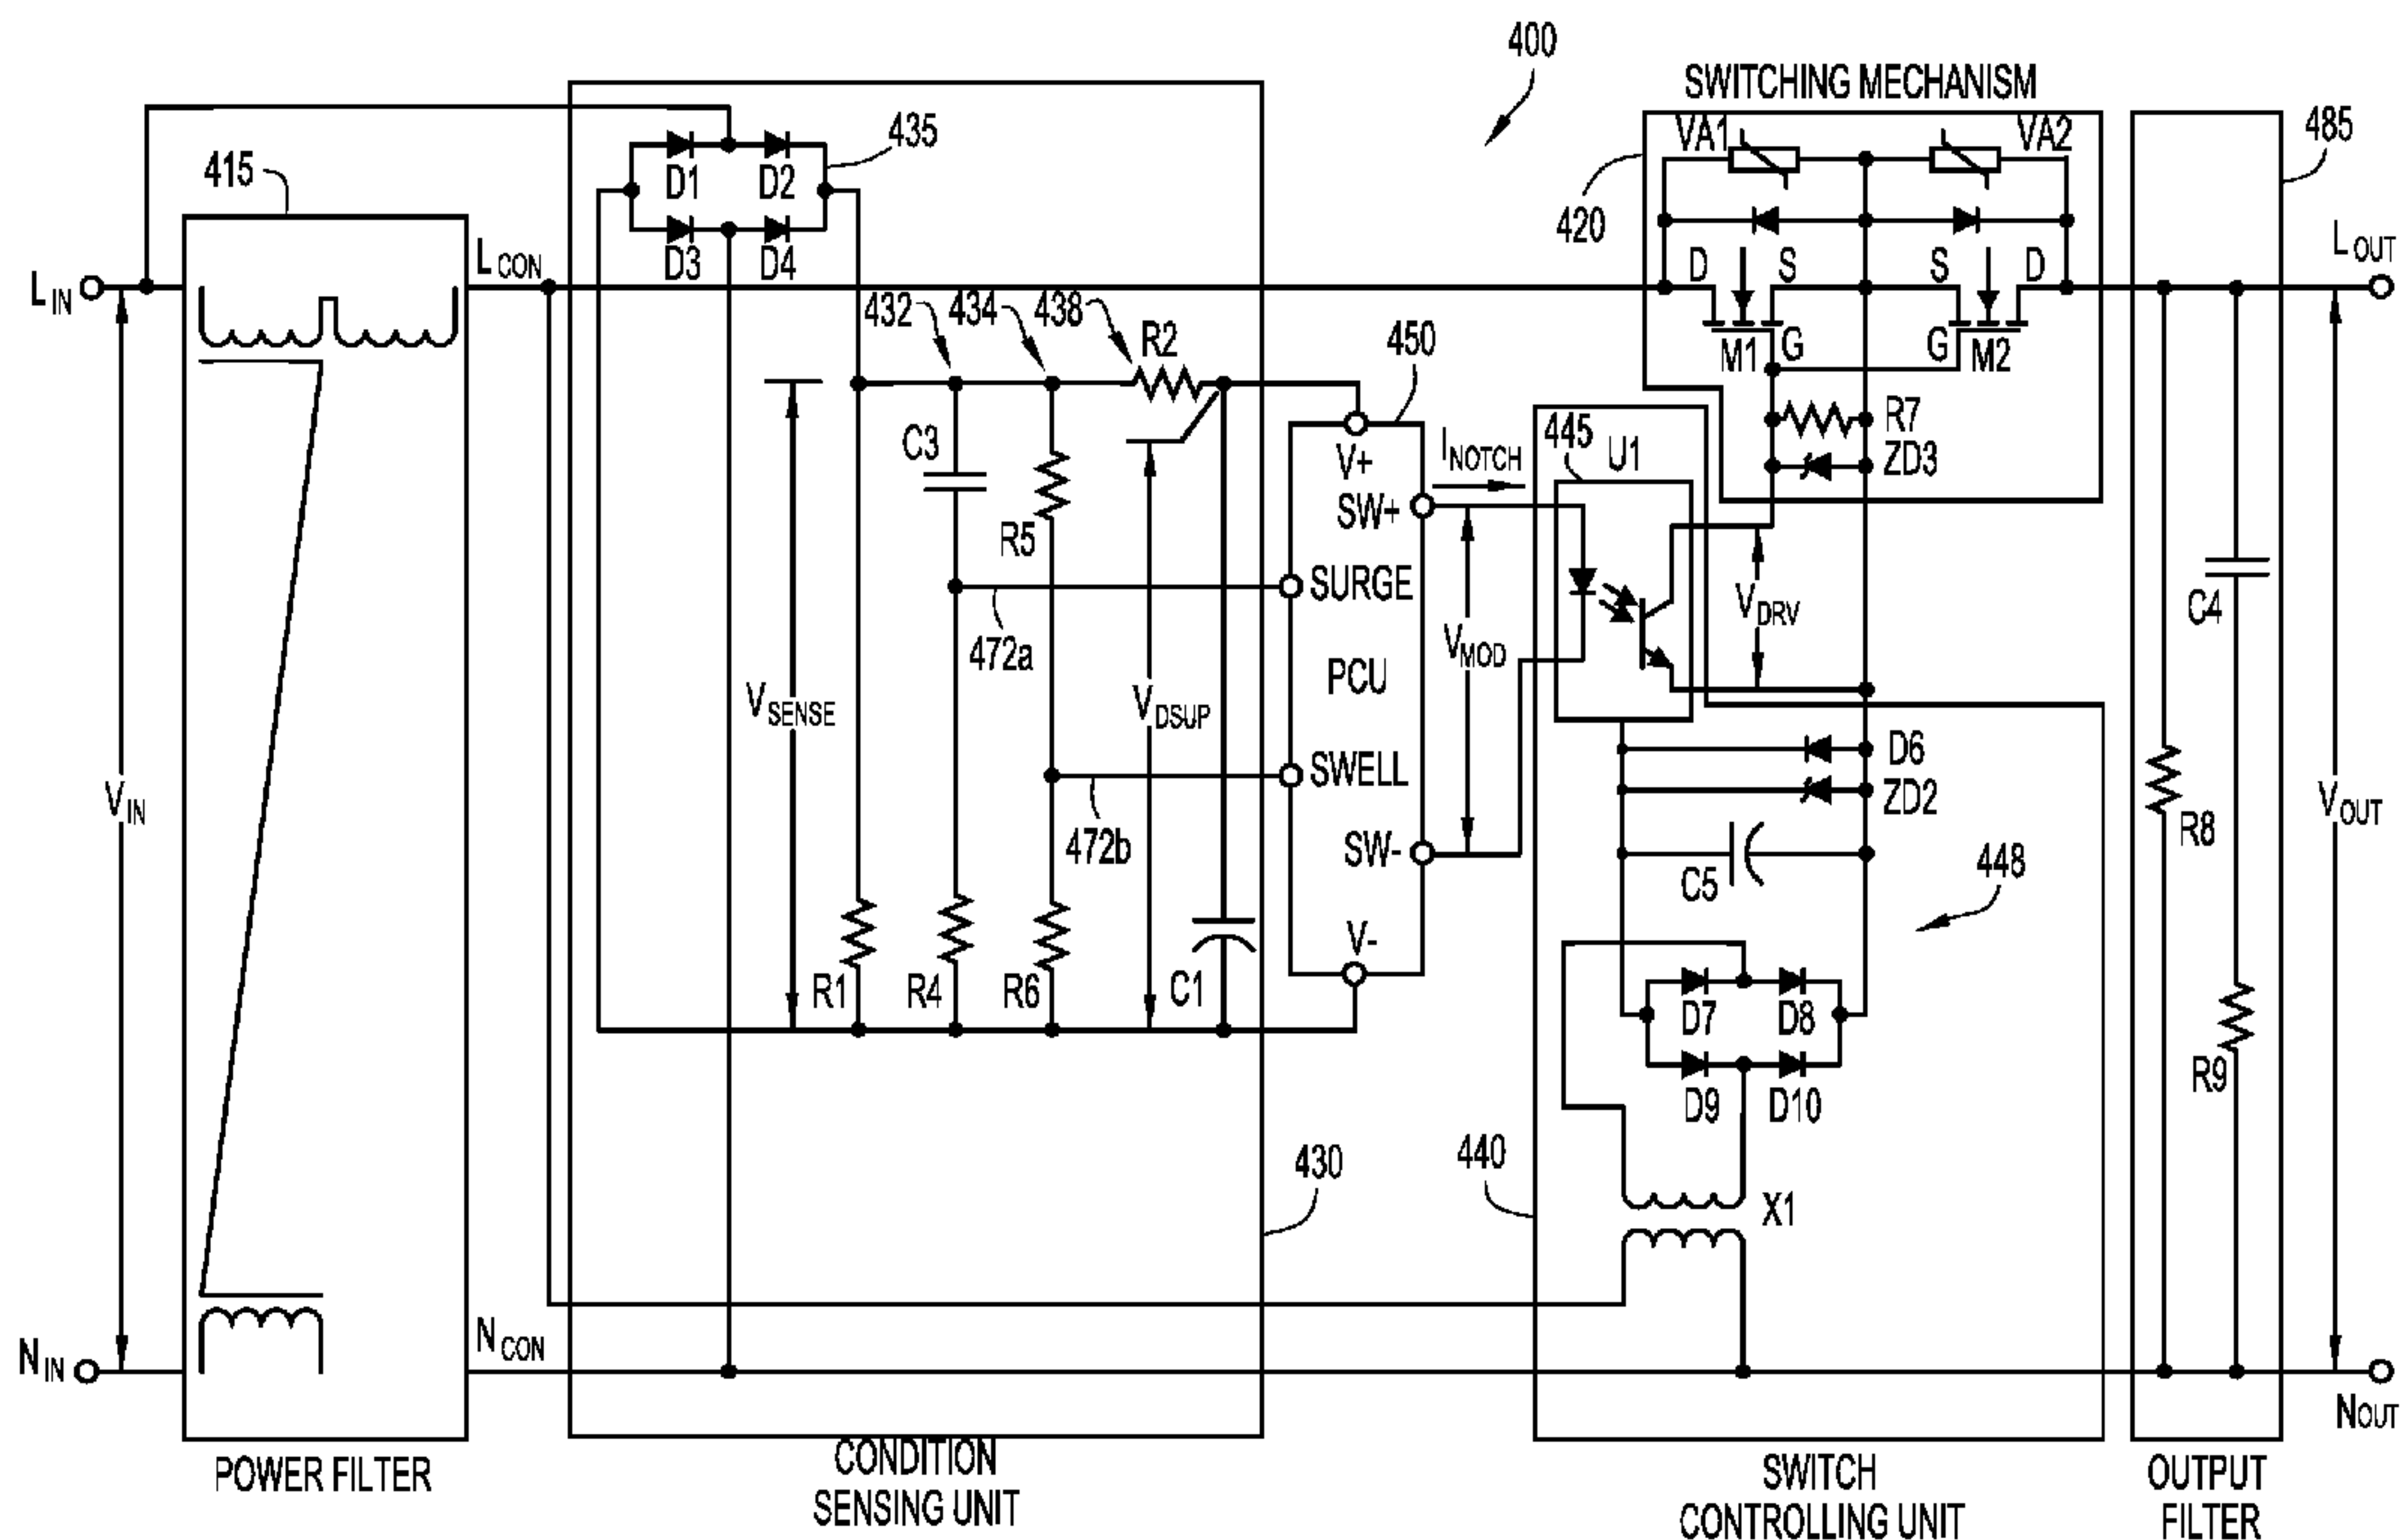 400
SWITCHING MECHANISM
VA1
VA2
485
435
D1
D2
415
420
D3
D4
L CON
L IN
L OUT
D
S
S
D
432
434
438
R2
450
M1
G
G
M2
R7
ZD3
C3
445
U1
I NOTCH
V+
SW+
R5
SURGE
472a
PCU
V MOD
V DRV
C4
V SENSE
V DSUP
SWELL
472b
D6
ZD2
V IN
V OUT
R8
SW-
C5
448
V-
R1
R4
R6
C1
D7
D8
R9
D9
D10
430
440
X1
N IN
N CON
N OUT
POWER FILTER
CONDITION
SENSING UNIT
SWITCH
CONTROLLING UNIT
OUTPUT
FILTER